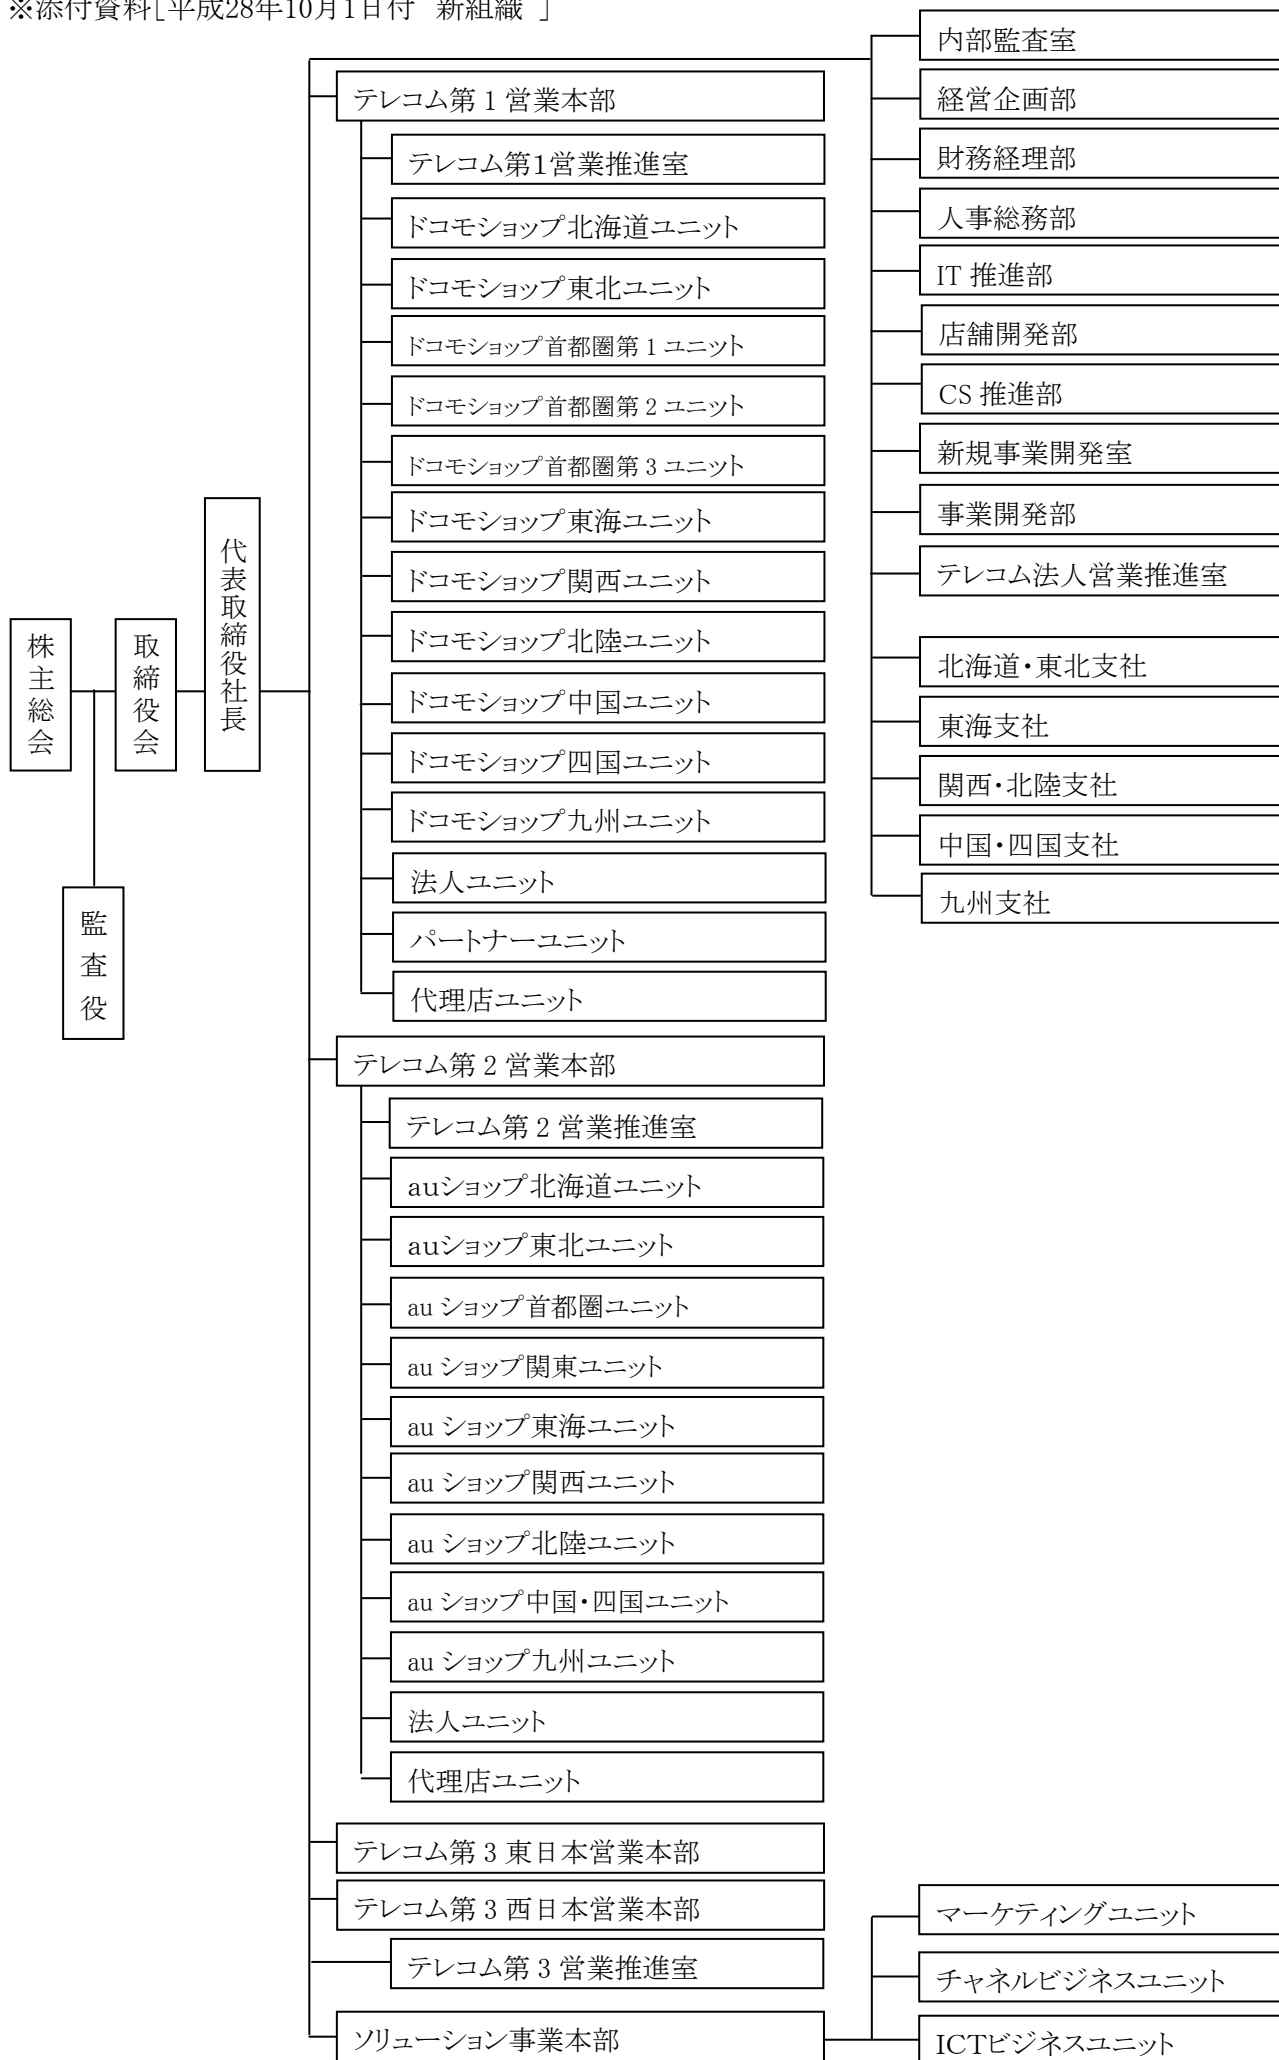 ※添付資料[平成28年10月1日付　新組織　]
株主総会
取締役会
代表取締役社長
監査役
テレコム第 1 営業本部
テレコム第1営業推進室
ドコモショップ北海道ユニット
ドコモショップ東北ユニット
ドコモショップ首都圏第 1 ユニット
ドコモショップ首都圏第 2 ユニット
ドコモショップ首都圏第 3 ユニット
ドコモショップ東海ユニット
ドコモショップ関西ユニット
ドコモショップ北陸ユニット
ドコモショップ中国ユニット
ドコモショップ四国ユニット
ドコモショップ九州ユニット
法人ユニット
パートナーユニット
代理店ユニット
テレコム第 2 営業本部
テレコム第 2 営業推進室
auショップ北海道ユニット
auショップ東北ユニット
au ショップ首都圏ユニット
au ショップ関東ユニット
au ショップ東海ユニット
au ショップ関西ユニット
au ショップ北陸ユニット
au ショップ中国・四国ユニット
au ショップ九州ユニット
法人ユニット
代理店ユニット
テレコム第 3 東日本営業本部
テレコム第 3 西日本営業本部
テレコム第 3 営業推進室
ソリューション事業本部
内部監査室
経営企画部
財務経理部
人事総務部
IT 推進部
店舗開発部
CS 推進部
新規事業開発室
事業開発部
テレコム法人営業推進室
北海道・東北支社
東海支社
関西・北陸支社
中国・四国支社
九州支社
マーケティングユニット
チャネルビジネスユニット
ICTビジネスユニット